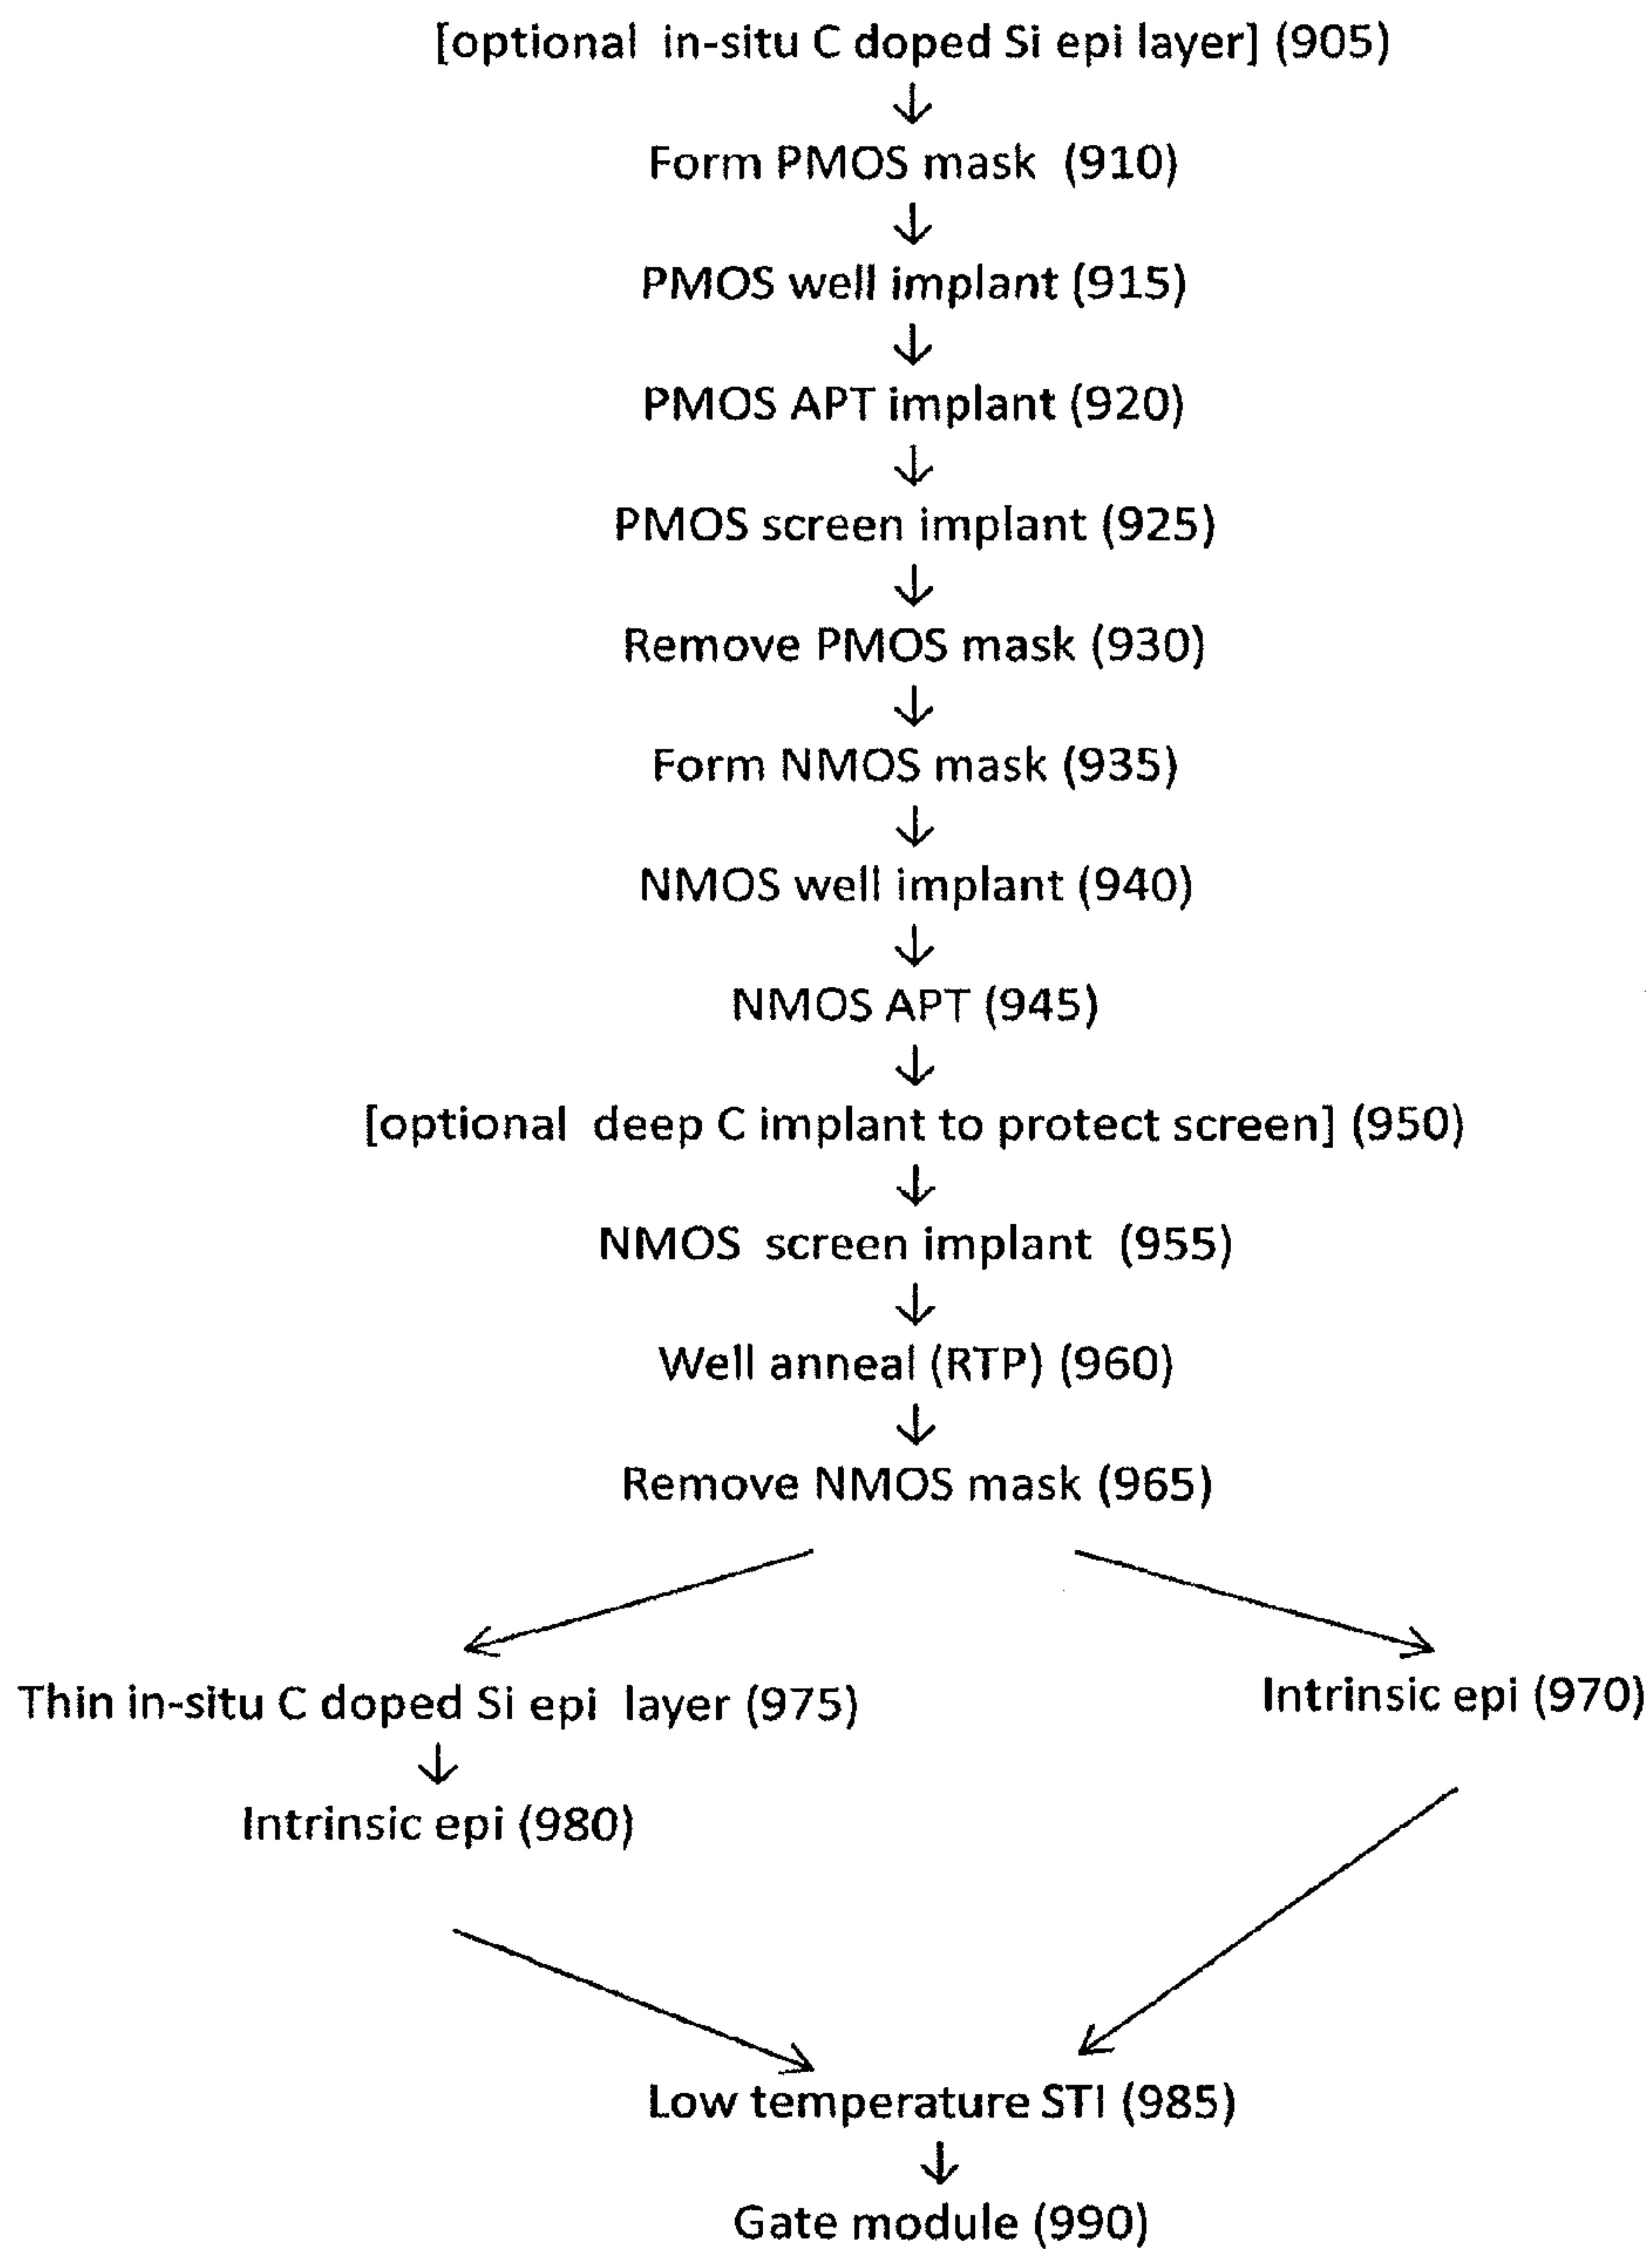 [optional in-situ C doped Si epi layer] (905)
Form PMOS mask (910)
PMOS well implant (915)
PMOS APT implant (920)
PMOS screen implant (925)
Remove PMOS mask (930)
Form NMOS mask (935)
NMOS well implant (940)
NMOS APT (945)
[optional deep C implant to protect screen] (950)
NMOS screen implant (955)
Well anneal (RTP) (960)
Remove NMOS mask (965)
Thin in-situ C doped Si epi layer (975)
Intrinsic epi (970)
Intrinsic epi (980)
Low temperature STI (985)
Gate module (990)